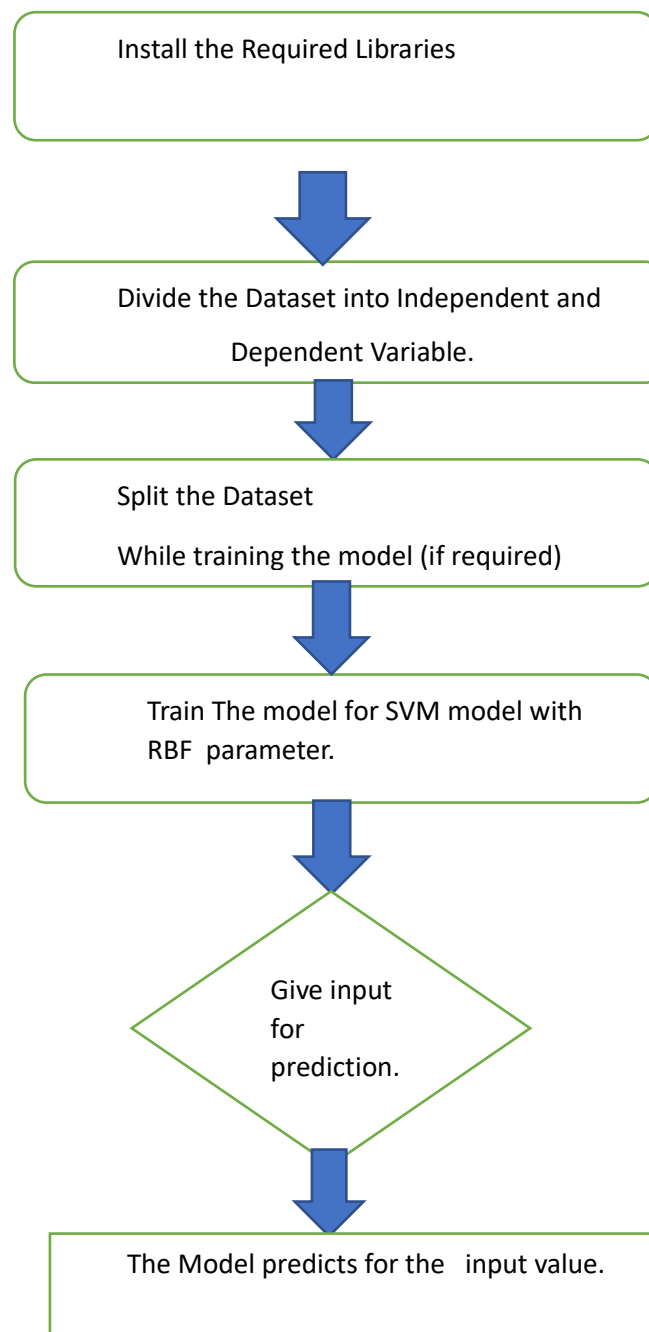 Install the Required Libraries
Divide the Dataset into Independent and
Dependent Variable.
Split the Dataset
While training the model (if required)
Train The model for SVM model with
RBF  parameter.
Give input
for
prediction.
The Model predicts for the   input value.